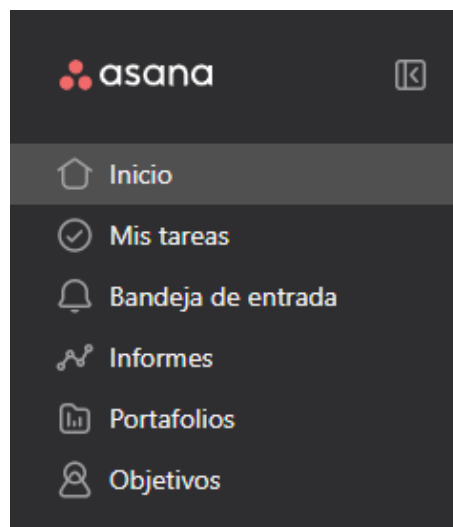 asana
Inicio
Mis tareas
Bandeja de entrada
Informes
Portafolios
Objetivos